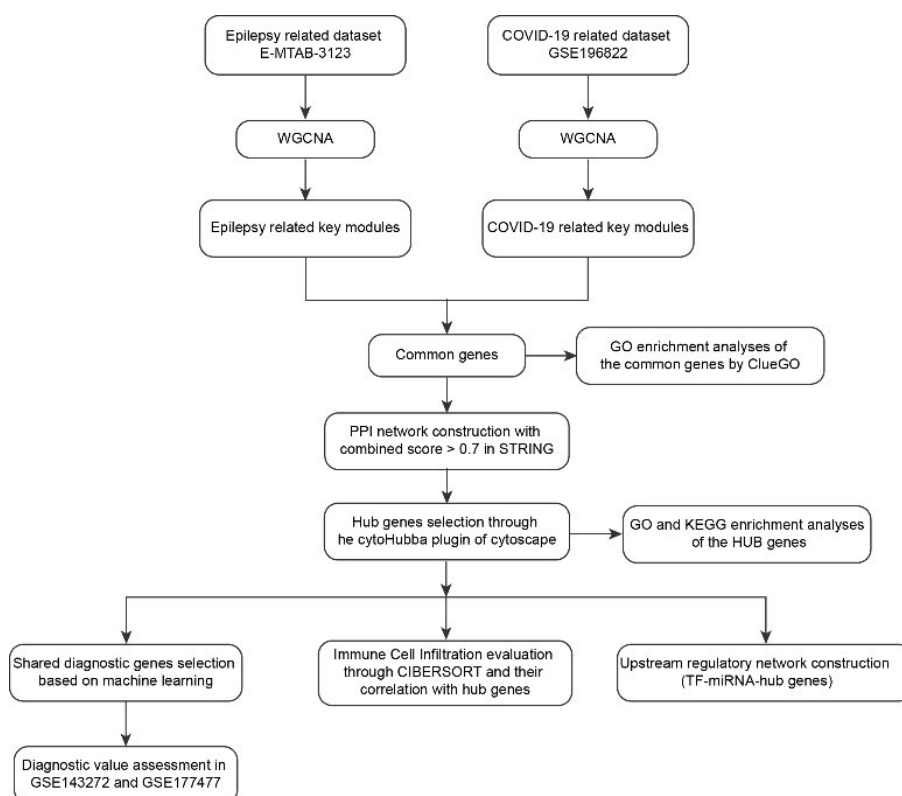 Epilepsy related dataset
E-MTAB-3123
COVID-19 related dataset
GSE196822
WGCNA
WGCNA
Epilepsy related key modules
COVID-19 related key modules
Common genes
GO enrichment analyses of
the common genes by ClueGO
PPI network construction with
combined score > 0.7 in STRING
Hub genes selection through
he cytoHubba plugin of cytoscape
GO and KEGG enrichment analyses
of the HUB genes
Shared diagnostic genes selection
based on machine learning
Immune Cell Infiltration evaluation
through CIBERSORT and their
correlation with hub genes
Upstream regulatory network construction
(TF-miRNA-hub genes)
Diagnostic value assessment in
GSE143272 and GSE177477